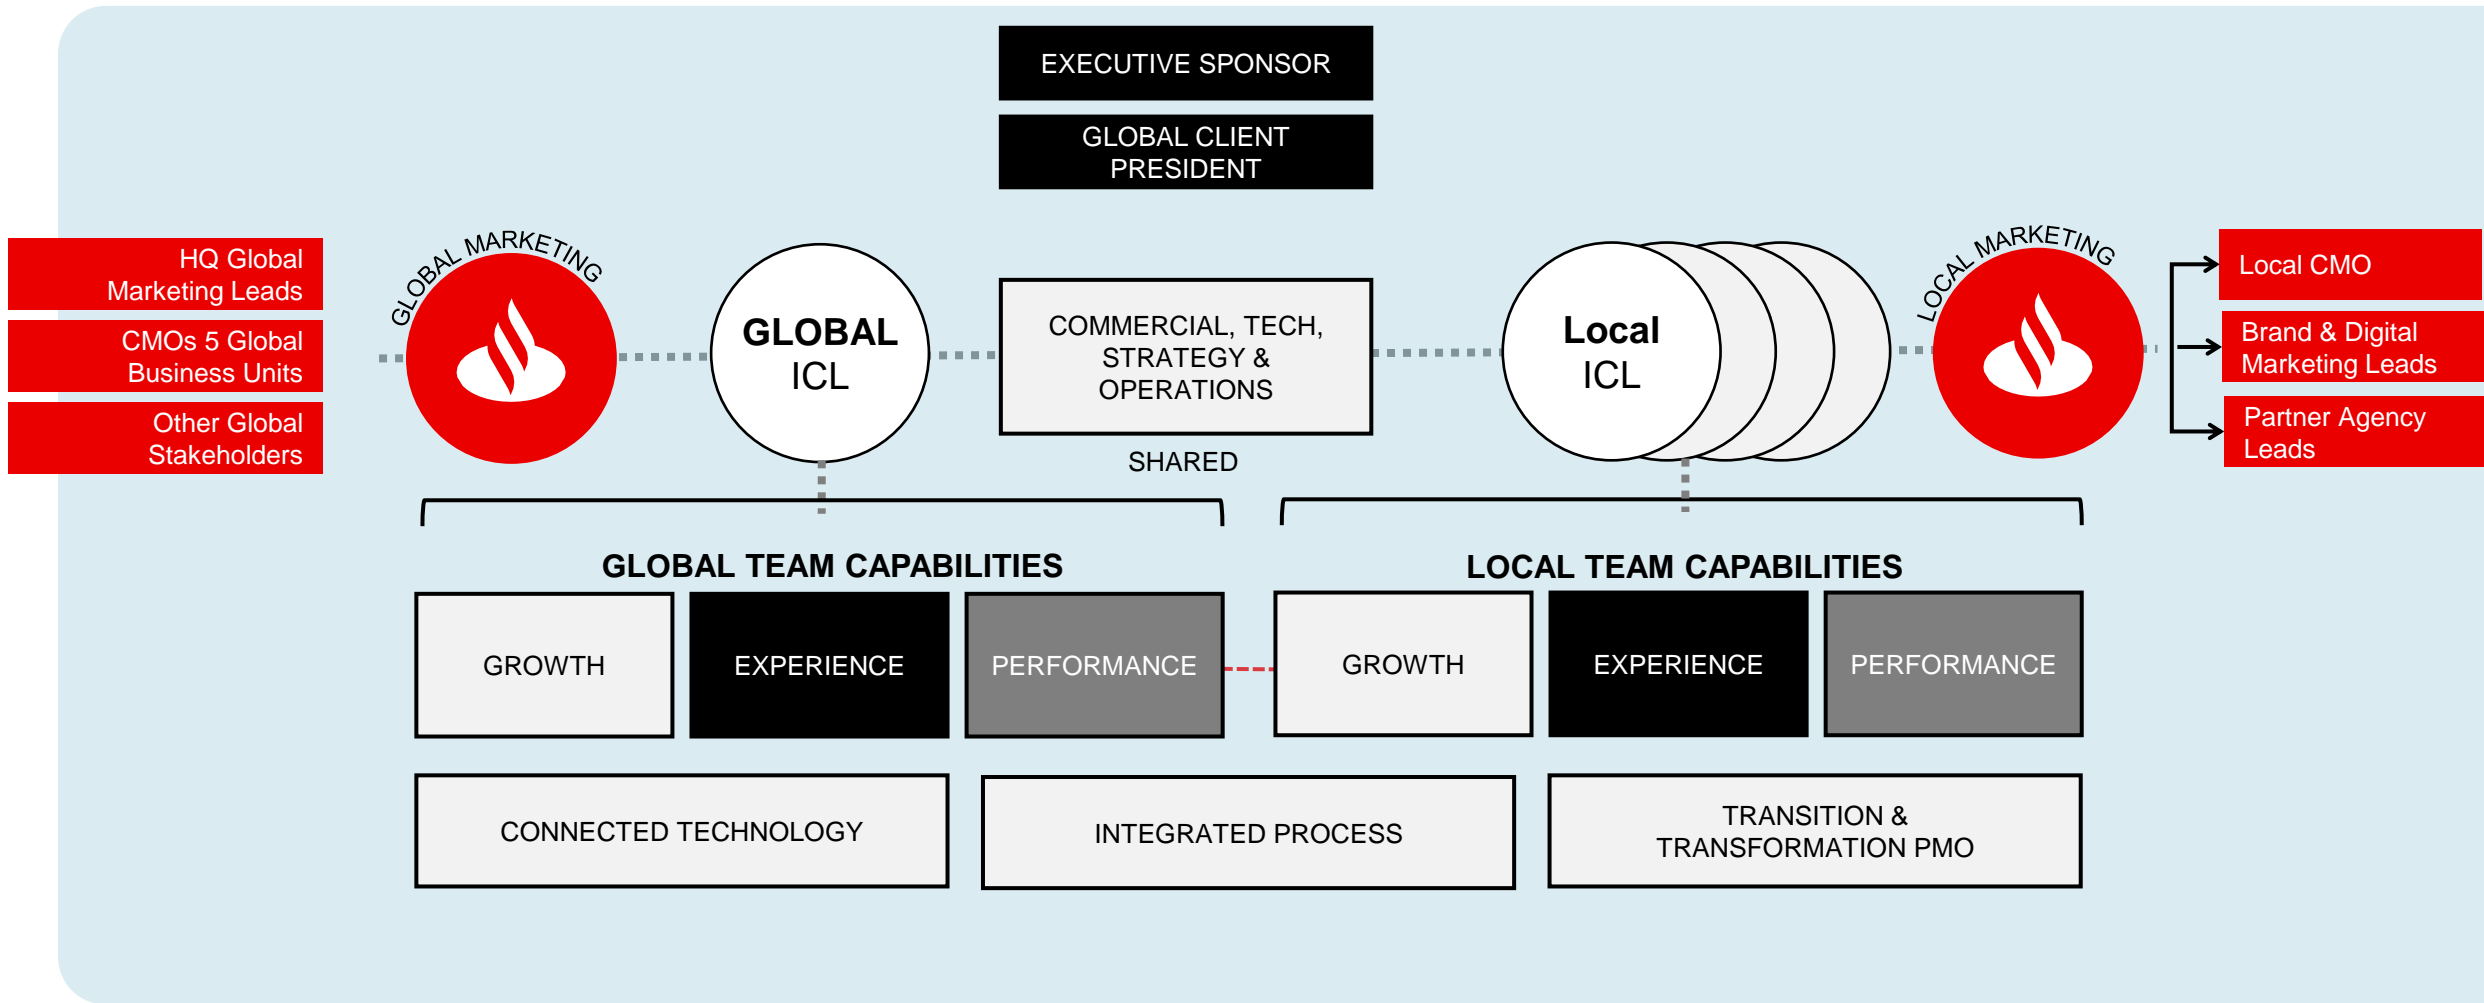 EXECUTIVE SPONSOR
GLOBAL CLIENT
PRESIDENT
HQ Global
Marketing Leads
CMOs 5 Global
Business Units
Other Global
Stakeholders
GLOBAL MARKETING
GLOBAL
ICL
COMMERCIAL, TECH,
STRATEGY &
OPERATIONS
SHARED
Local
ICL
LOCAL MARKETING
Local CMO
Brand & Digital
Marketing Leads
Partner Agency
Leads
GLOBAL TEAM CAPABILITIES
GROWTH
EXPERIENCE
PERFORMANCE
LOCAL TEAM CAPABILITIES
GROWTH
EXPERIENCE
PERFORMANCE
CONNECTED TECHNOLOGY
INTEGRATED PROCESS
TRANSITION &
TRANSFORMATION PMO